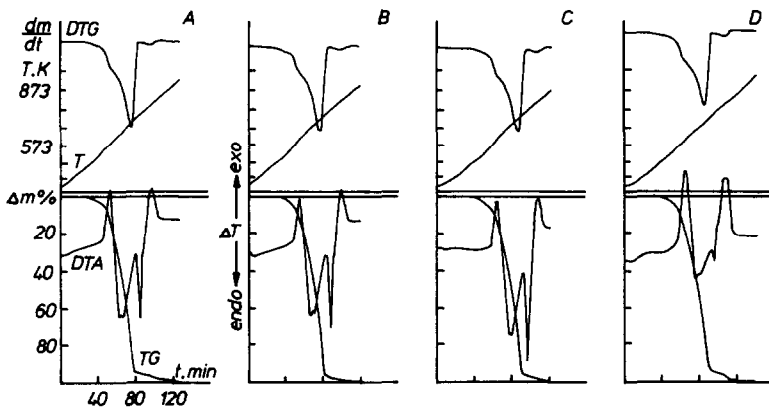 A
B
C
D
dm
dt
DTG
T.K
873
573
T
Δm%
20
40
60
80
DTA
TG
t.min
40 80 120
exo
ΔT
endo